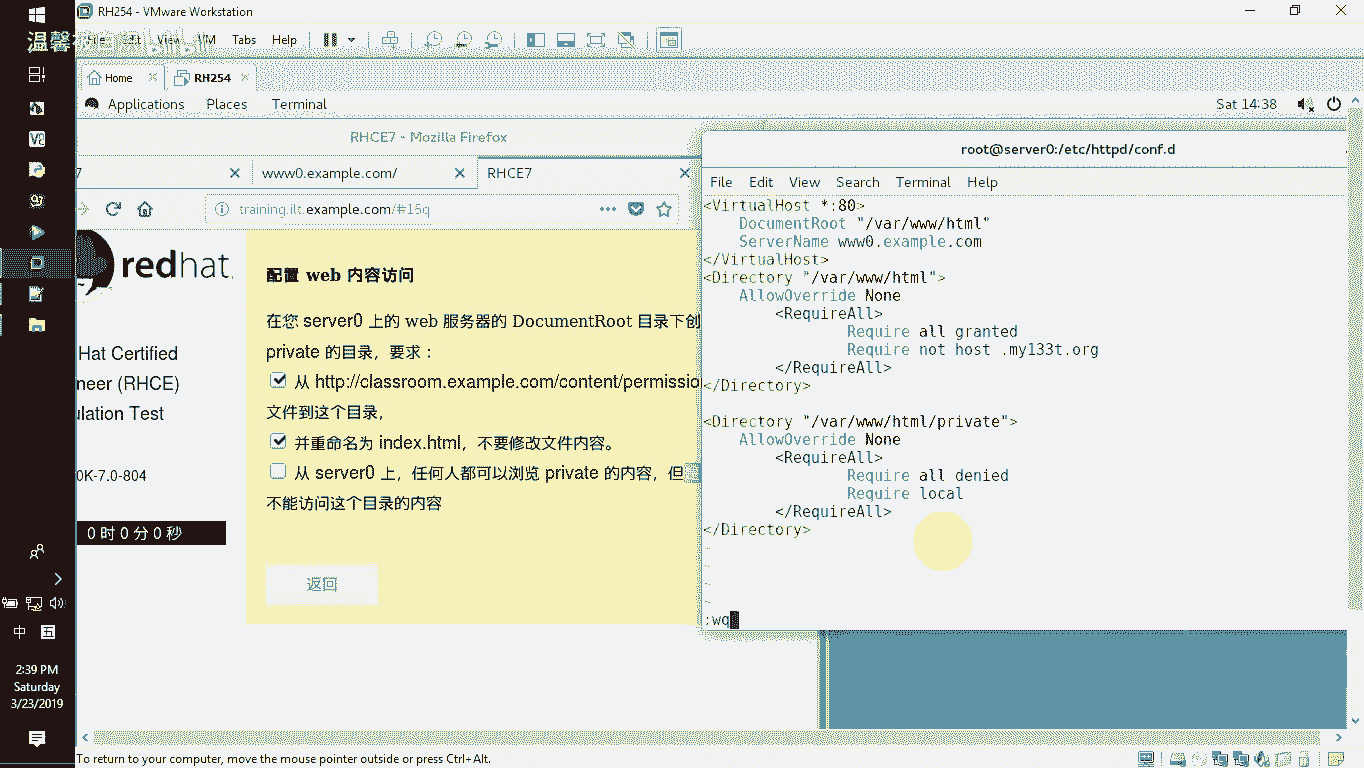 RH254 - VMware Workstation
温馨
View VM Tabs Help
Home
RH254
Applications Places Terminal
Sat 14:38
RHCE7 - Mozilla Firefox
7
www0.example.com/
RHCE7
training.ilt.example.com/#15q
redhat.
Hat Certified
neer (RHCE)
ulation Test
0K-7.0-804
0 时 0 分 0 秒
配置 web 内容访问
在您 server0 上的 web 服务器的 DocumentRoot 目录下创
private 的目录，要求：
从 http://classroom.example.com/content/permissio
文件到这个目录，
并重命名为 index.html，不要修改文件内容。
从 server0 上，任何人都可以浏览 private 的内容，但
不能访问这个目录的内容
返回
root@server0:/etc/httpd/conf.d
File Edit View Search Terminal Help
<VirtualHost *:80>
DocumentRoot "/var/www/html"
ServerName www0.example.com
</VirtualHost>
<Directory "/var/www/html">
AllowOverride None
<RequireAll>
Require all granted
Require not host .my133t.org
</RequireAll>
</Directory>
<Directory "/var/www/html/private">
AllowOverride None
<RequireAll>
Require all denied
Require local
</RequireAll>
</Directory>
~
~
~
~
:wq
中 五
2:39 PM
Saturday
3/23/2019
To return to your computer, move the mouse pointer outside or press Ctrl+Alt.